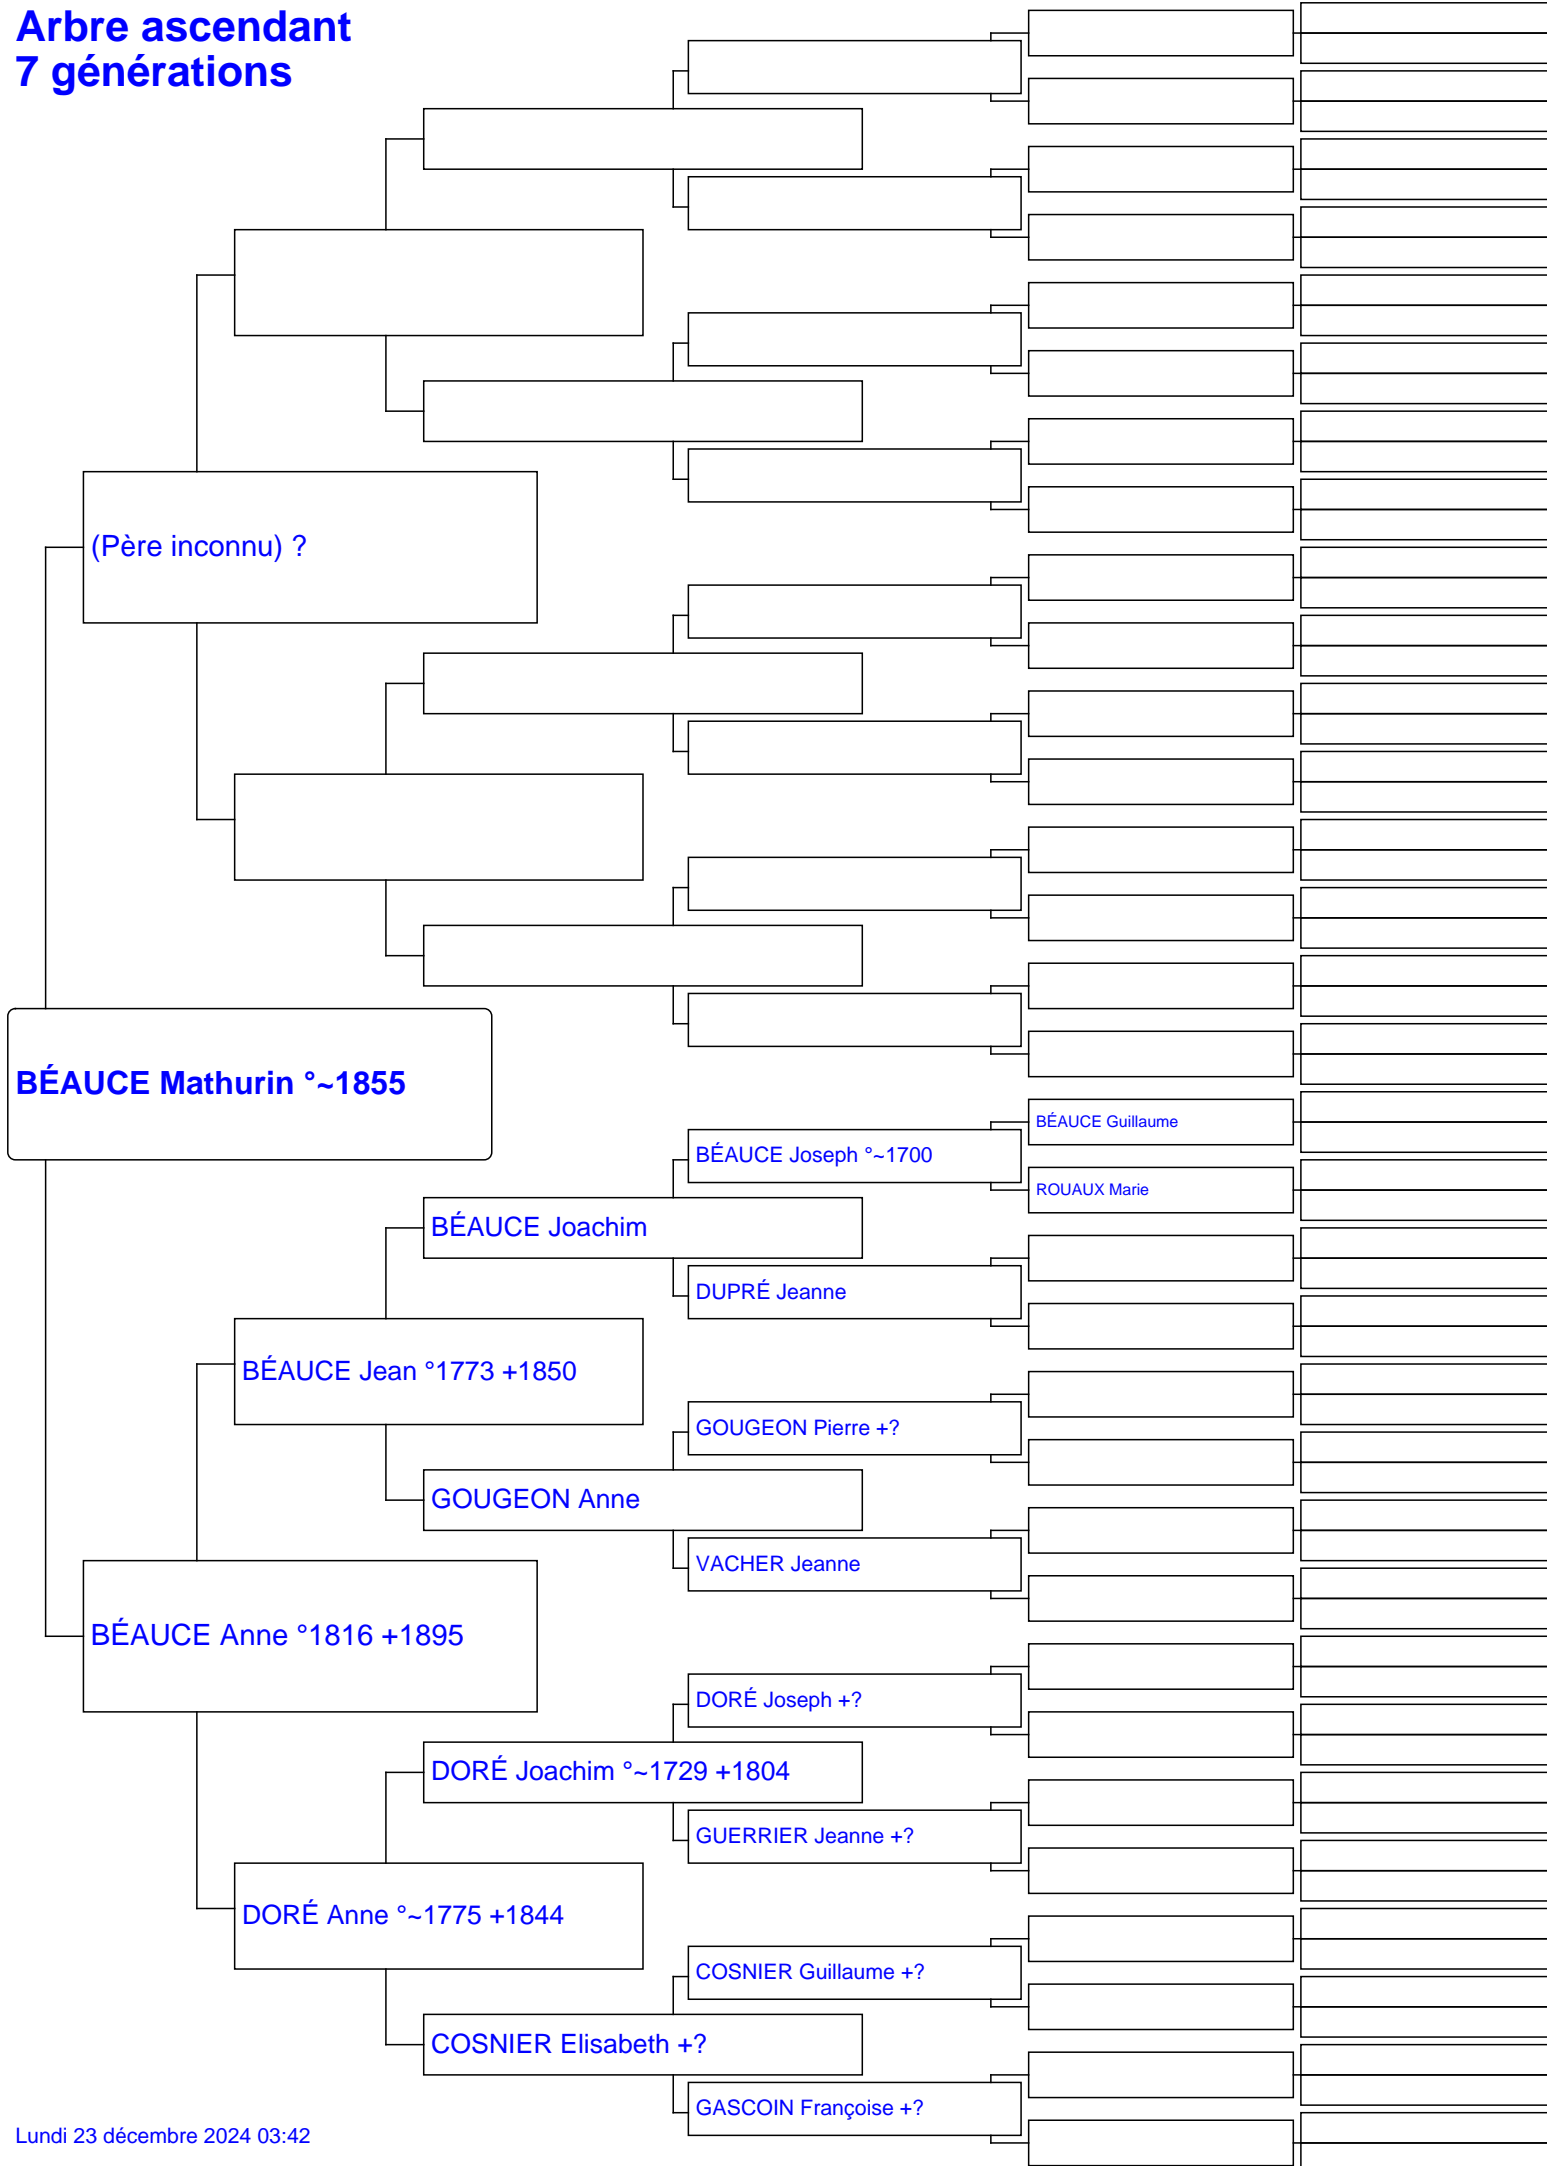 Arbre ascendant
7 générations
(Père inconnu) ?
BÉAUCE Mathurin °~1855
BÉAUCE Guillaume
BÉAUCE Joseph °~1700
ROUAUX Marie
BÉAUCE Joachim
DUPRÉ Jeanne
BÉAUCE Jean °1773 +1850
GOUGEON Pierre +?
GOUGEON Anne
VACHER Jeanne
BÉAUCE Anne °1816 +1895
DORÉ Joseph +?
DORÉ Joachim °~1729 +1804
GUERRIER Jeanne +?
DORÉ Anne °~1775 +1844
COSNIER Guillaume +?
COSNIER Elisabeth +?
GASCOIN Françoise +?
Lundi 23 décembre 2024 03:42